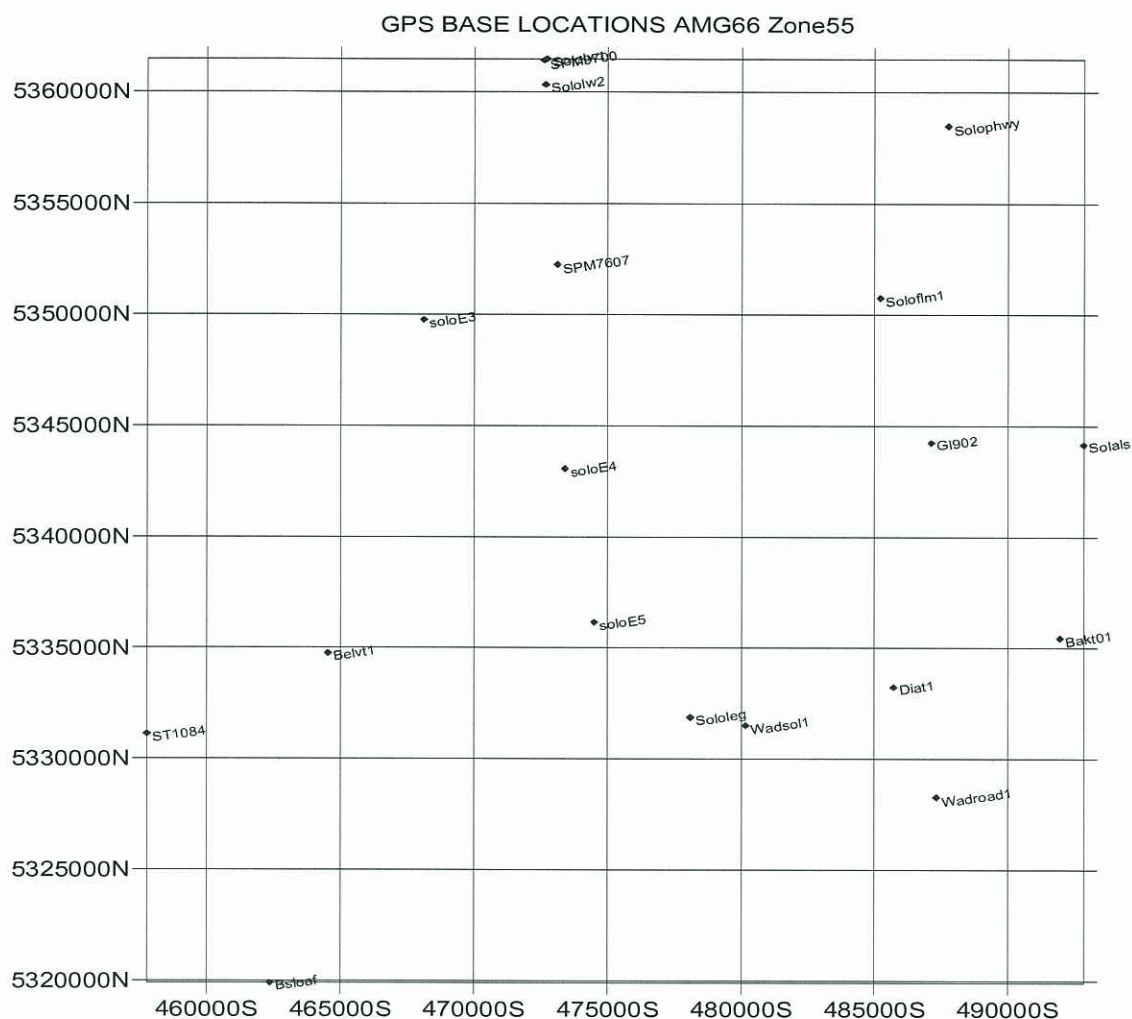 GPS BASE LOCATIONS AMG66 Zone55
5360000N
Sololw2
Solophwy
5355000N
SPM7607
Soloflm1
5350000N
soloE3
5345000N
GI902
Solals
soloE4
5340000N
soloE5
5335000N
Bakt01
Belvt1
Diat1
Sololeg
Wadsol1
ST1084
5330000N
Wadroad1
5325000N
5320000N
Bsloaf
460000S 465000S 470000S 475000S 480000S 485000S 490000S